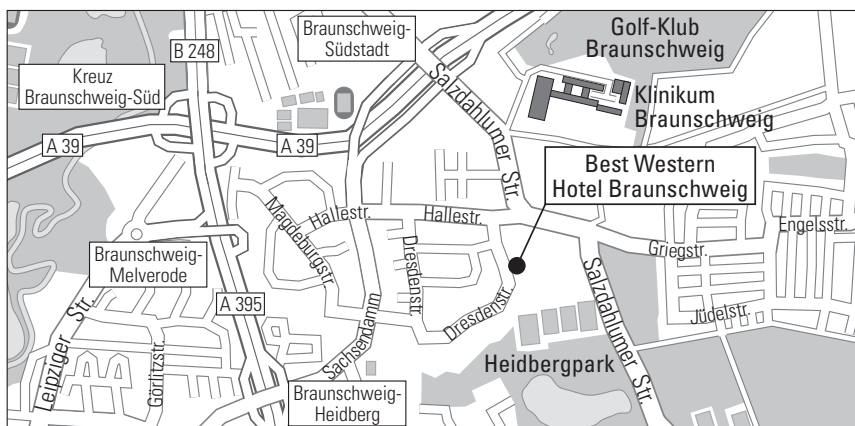 Braunschweig-
Südstadt
Golf-Klub
Braunschweig
B 248
Kreuz
Braunschweig-Süd
Salzdahlumer Str.
Klinikum
Braunschweig
A 39
A 39
Best Western
Hotel Braunschweig
Magdeburgstr.
Hallestr.
Hallestr.
Dresdenstr.
Griegstr.
Engelsstr.
Braunschweig-
Melverode
Salzdahlumer Str.
A 395
Dresdenstr.
Jüdelstr.
Leipziger Str.
Görlitzstr.
Sachsendamm
Heidbergpark
Braunschweig-
Heidberg